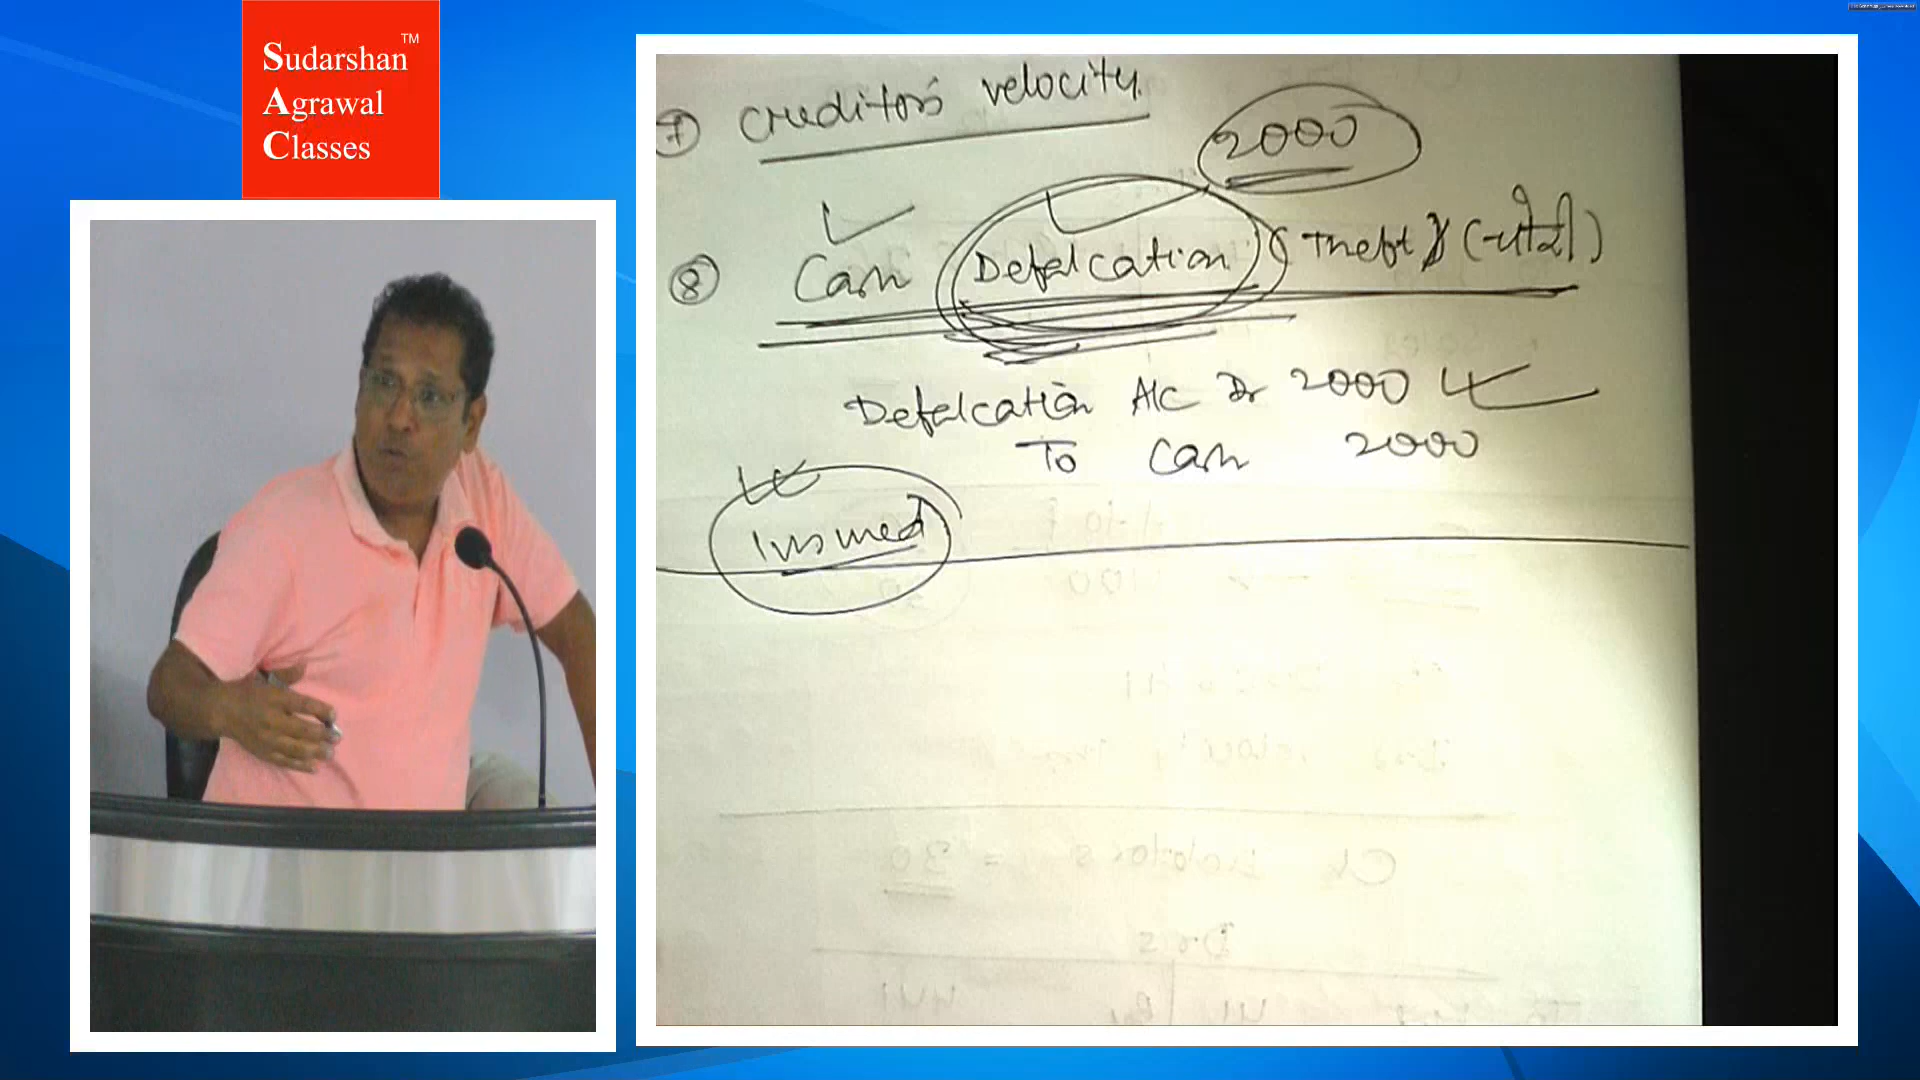 Sudarshan™
Agrawal
Classes
⑦ Creditors velocity
2000
⑧ Cash Defalcation (Theft) (चोरी)
Defalcation A/C Dr 2000
To Cash 2000
Insured